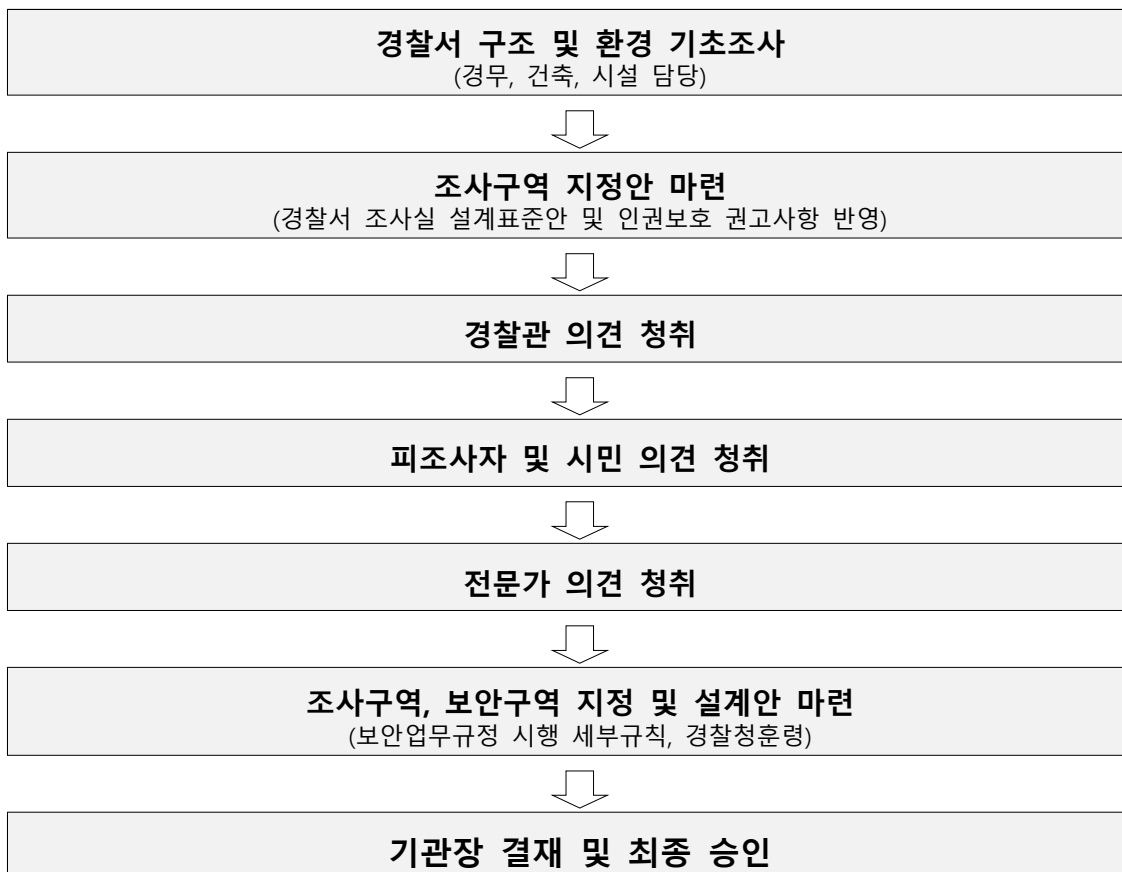 경찰서 구조 및 환경 기초조사
(경무, 건축, 시설 담당)
조사구역 지정안 마련
(경찰서 조사실 설계표준안 및 인권보호 권고사항 반영)
경찰관 의견 청취
피조사자 및 시민 의견 청취
전문가 의견 청취
조사구역, 보안구역 지정 및 설계안 마련
(보안업무규정 시행 세부규칙, 경찰청훈령)
기관장 결재 및 최종 승인